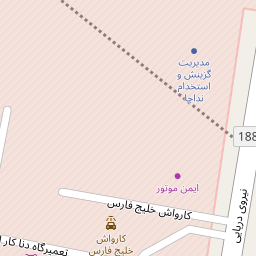 مدیریت
گزینش و
استخدام
نداجا
188
ایمن موتور
نیروی دریایی
کارواش خلیج فارس
کارواش
خلیج فارس
تعمیرگاه دنا کار ا